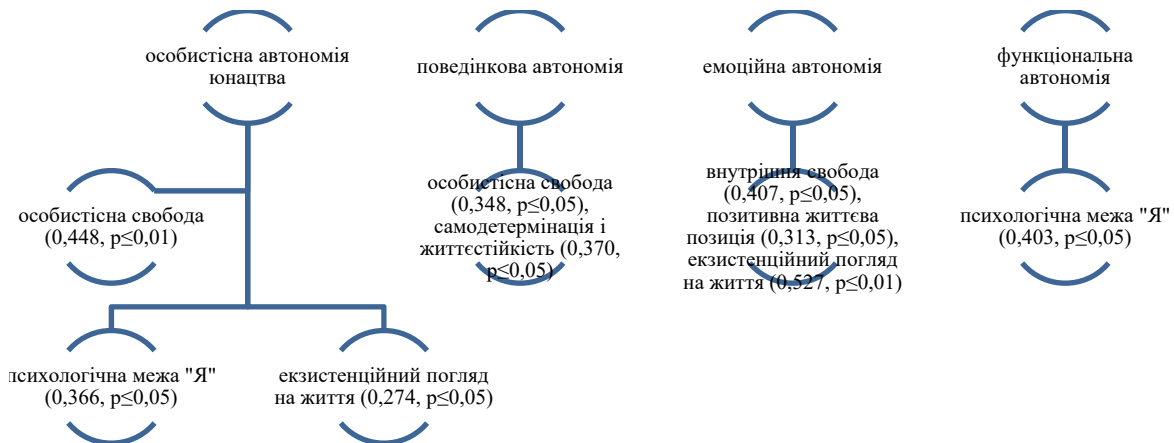 особистісна автономія
юнацтва
поведінкова автономія
емоційна автономія
функціональна
автономія
особистісна свобода
(0,448, p≤0,01)
особистісна свобода
(0,348, p≤0,05),
самодетермінація і
життєстійкість (0,370,
p≤0,05)
внутрішня свобода
(0,407, p≤0,05),
позитивна життєва
позиція (0,313, p≤0,05),
екзистенційний погляд
на життя (0,527, p≤0,01)
психологічна межа "Я"
(0,403, p≤0,05)
психологічна межа "Я"
(0,366, p≤0,05)
екзистенційний погляд
на життя (0,274, p≤0,05)